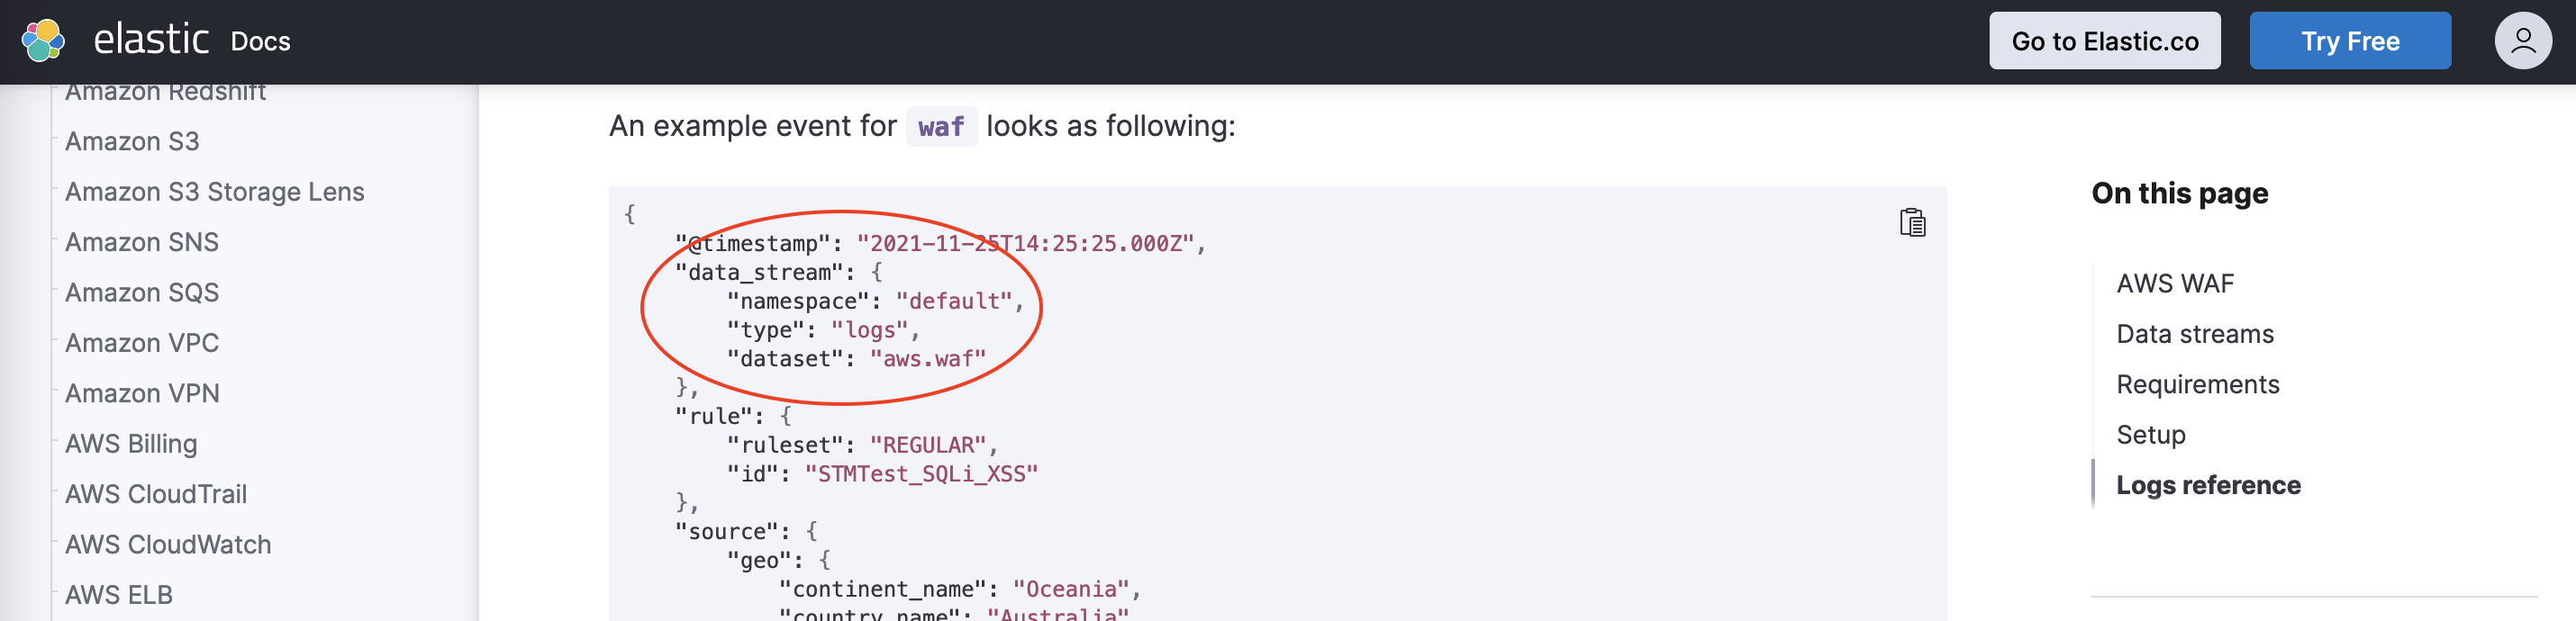 elastic Docs
Go to Elastic.co
Try Free
Amazon Redshift
Amazon S3
Amazon S3 Storage Lens
Amazon SNS
Amazon SQS
Amazon VPC
Amazon VPN
AWS Billing
AWS CloudTrail
AWS CloudWatch
AWS ELB
An example event for waf looks as following:
{
"@timestamp": "2021-11-25T14:25:25.000Z",
"data_stream": {
"namespace": "default",
"type": "logs",
"dataset": "aws.waf"
},
"rule": {
"ruleset": "REGULAR",
"id": "STMTest_SQLi_XSS"
},
"source": {
"geo": {
"continent_name": "Oceania",
"country_name": "Australia"
On this page
AWS WAF
Data streams
Requirements
Setup
Logs reference